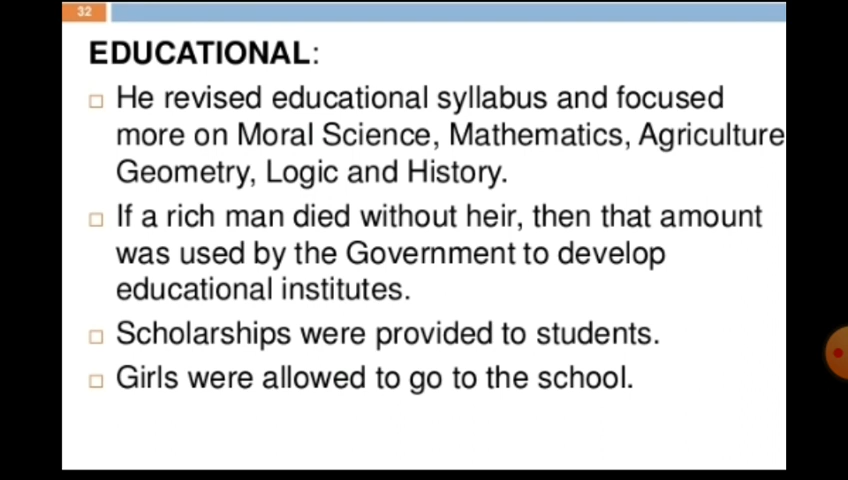 32
EDUCATIONAL:
He revised educational syllabus and focused
more on Moral Science, Mathematics, Agriculture
Geometry, Logic and History.
If a rich man died without heir, then that amount
was used by the Government to develop
educational institutes.
Scholarships were provided to students.
Girls were allowed to go to the school.